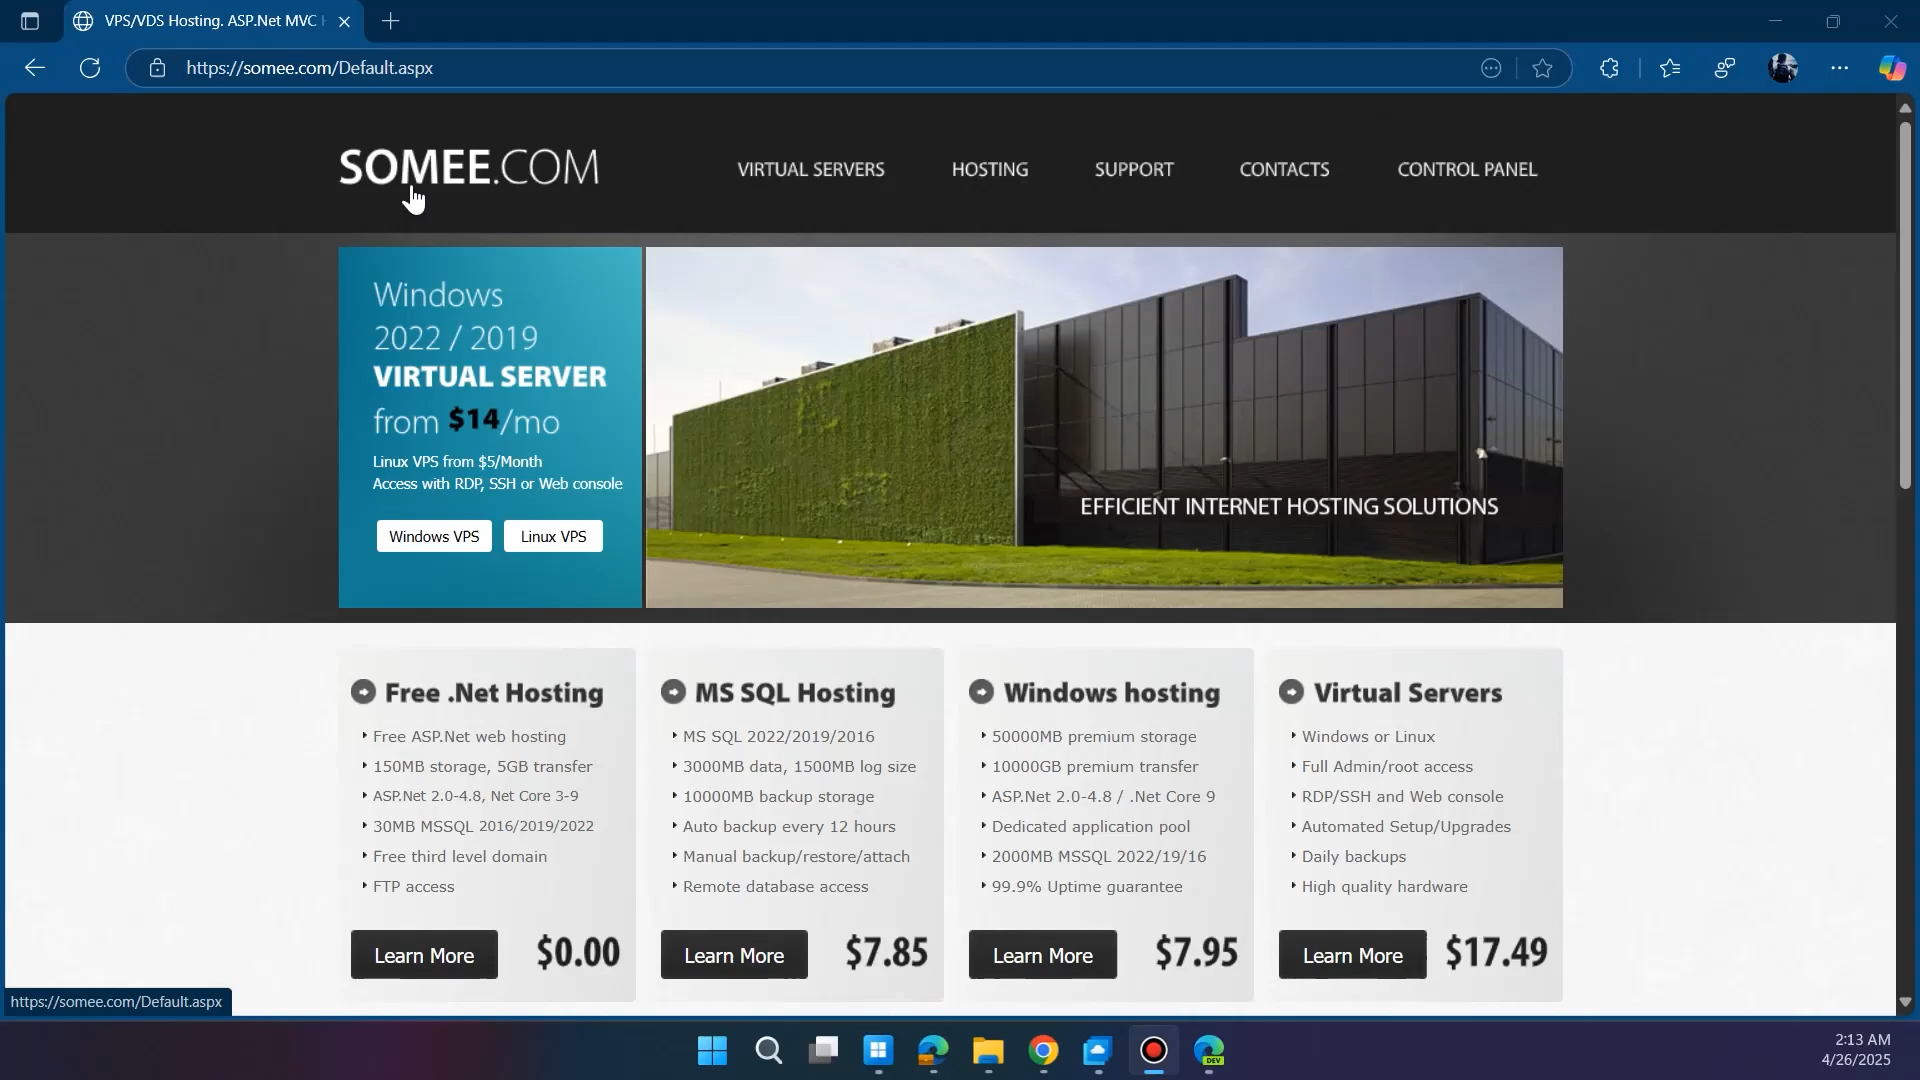 VPS/VDS Hosting. ASP.Net MVC
https://somee.com/Default.aspx
SOMEE.COM
VIRTUAL SERVERS
HOSTING
SUPPORT
CONTACTS
CONTROL PANEL
Windows
2022 / 2019
VIRTUAL SERVER
from $14/mo
Linux VPS from $5/Month
Access with RDP, SSH or Web console
Windows VPS
Linux VPS
EFFICIENT INTERNET HOSTING SOLUTIONS
Free .Net Hosting
Free ASP.Net web hosting
150MB storage, 5GB transfer
ASP.Net 2.0-4.8, Net Core 3-9
30MB MSSQL 2016/2019/2022
Free third level domain
FTP access
Learn More
$0.00
MS SQL Hosting
MS SQL 2022/2019/2016
3000MB data, 1500MB log size
10000MB backup storage
Auto backup every 12 hours
Manual backup/restore/attach
Remote database access
Learn More
$7.85
Windows hosting
50000MB premium storage
10000GB premium transfer
ASP.Net 2.0-4.8 / .Net Core 9
Dedicated application pool
2000MB MSSQL 2022/19/16
99.9% Uptime guarantee
Learn More
$7.95
Virtual Servers
Windows or Linux
Full Admin/root access
RDP/SSH and Web console
Automated Setup/Upgrades
Daily backups
High quality hardware
Learn More
$17.49
https://somee.com/Default.aspx
DEV
2:13 AM
4/26/2025